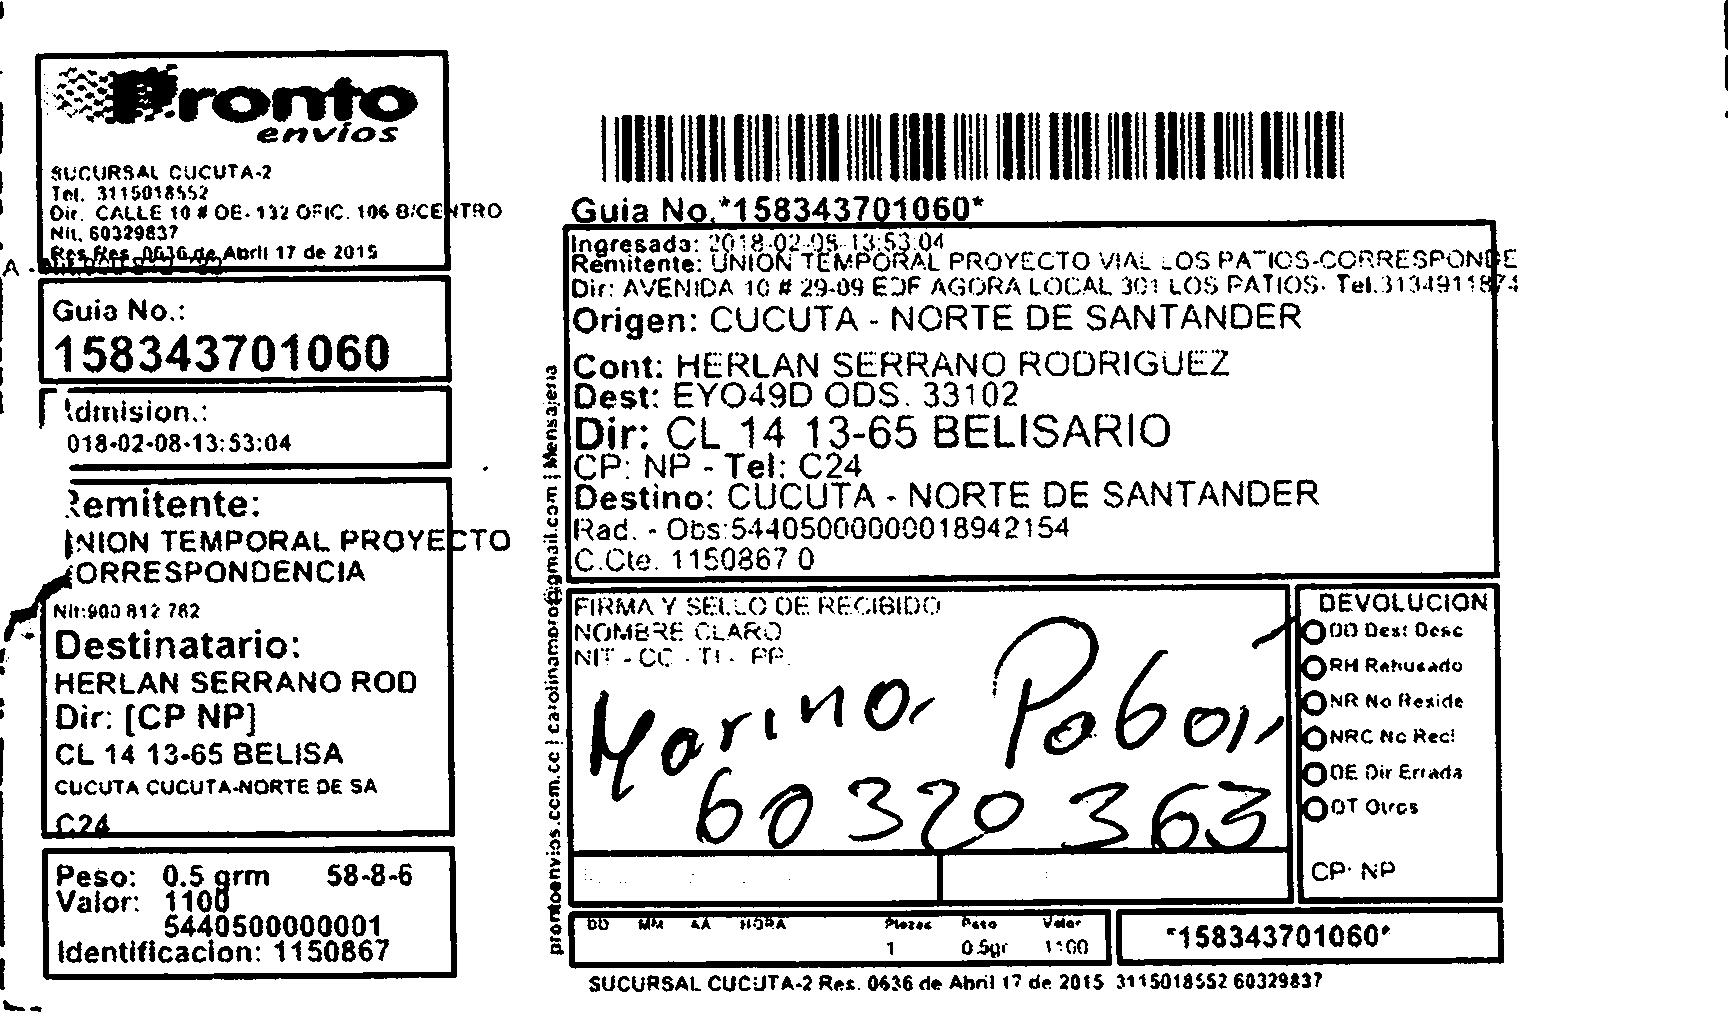 Pronto
envios
SUCURSAL CUCUTA-2
Tel. 3115018552
Dir. CALLE 10 # OE- 132 OFIC. 106 B/CENTRO
Nit. 60329837
Res Res 0636 de Abril 17 de 2015
Guia No.:
158343701060
Admision.:
018-02-08-13:53:04
Remitente:
UNION TEMPORAL PROYECTO
CORRESPONDENCIA
Nit:900 812 782
Destinatario:
HERLAN SERRANO ROD
Dir: [CP NP]
CL 14 13-65 BELISA
CUCUTA CUCUTA-NORTE DE SA
C24
Peso: 0.5 grm 58-8-6
Valor: 1100
5440500000001
Identificacion: 1150867
prontoenvios.com.co | carolinamoro@gmail.com | Mensajeria
Guia No.*158343701060*
Ingresada: 2018-02-08-13:53:04
Remitente: UNION TEMPORAL PROYECTO VIAL LOS PATIOS-CORRESPONDE
Dir: AVENIDA 10 # 29-09 EDF AGORA LOCAL 301 LOS PATIOS- Tel.3134911874
Origen: CUCUTA - NORTE DE SANTANDER
Cont: HERLAN SERRANO RODRIGUEZ
Dest: EYO49D ODS. 33102
Dir: CL 14 13-65 BELISARIO
CP: NP - Tel: C24
Destino: CUCUTA - NORTE DE SANTANDER
Rad. - Obs:544050000000018942154
C.Cte. 1150867 0
FIRMA Y SELLO DE RECIBIDO
NOMBRE CLARO
NIT - CC - TI - PP.
Marina Pabón
60320363
DEVOLUCION
DD Dest Desc
RH Rehusado
NR No Reside
NRC No Recl
DE Dir Errada
OT Otros
CP: NP
DD MM AA HORA Piezas Peso Valor
1 0.5gr 1100
*158343701060*
SUCURSAL CUCUTA-2 Res. 0636 de Abril 17 de 2015 3115018552 60329837